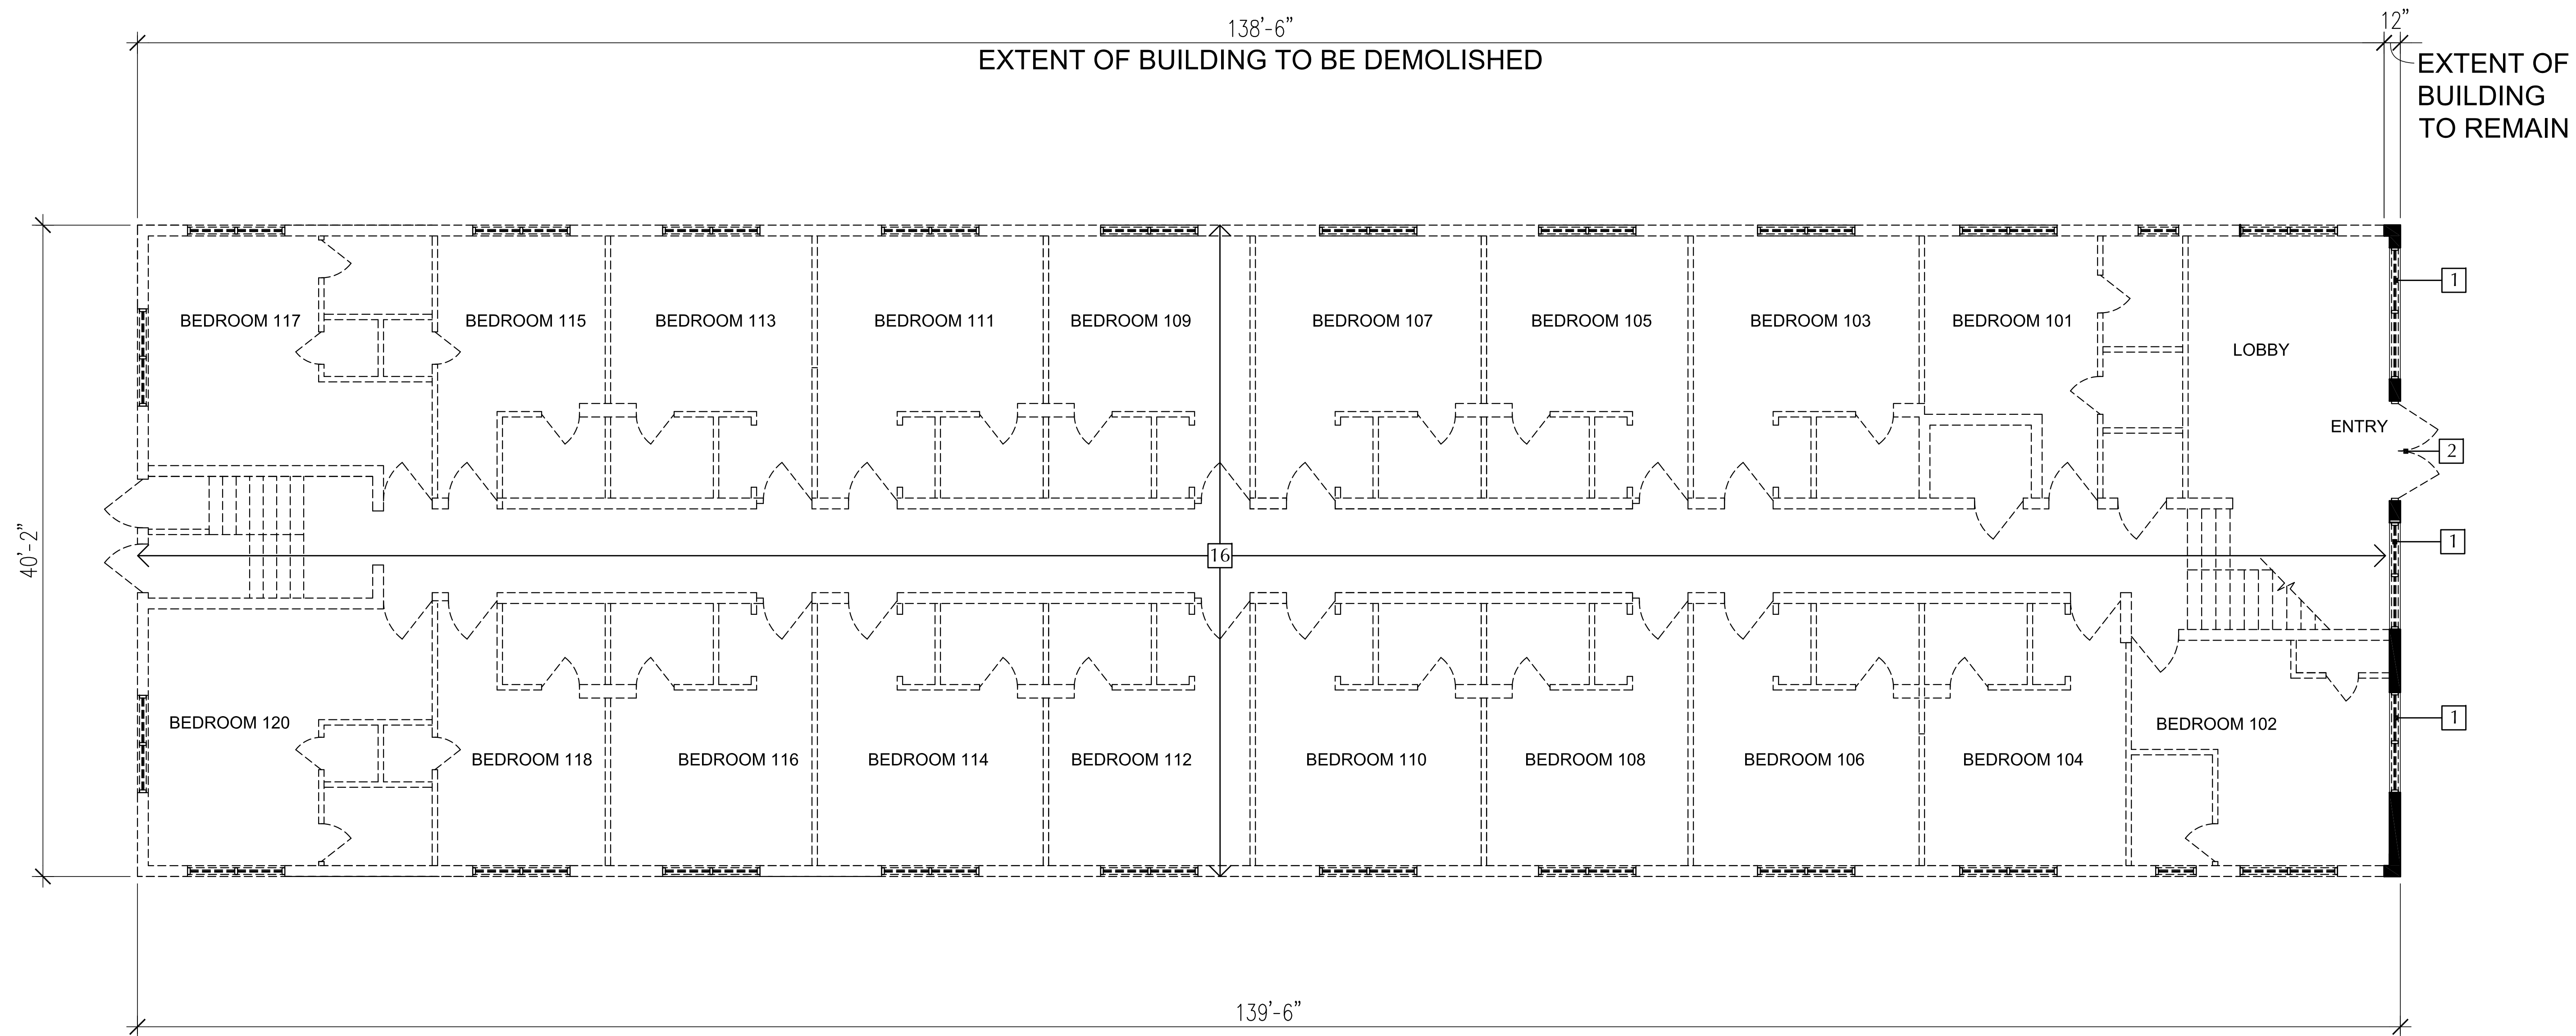 138'-6"
12"
EXTENT OF BUILDING TO BE DEMOLISHED
EXTENT OF
BUILDING
TO REMAIN
1
BEDROOM 117
BEDROOM 115
BEDROOM 113
BEDROOM 111
BEDROOM 109
BEDROOM 107
BEDROOM 105
BEDROOM 103
BEDROOM 101
LOBBY
ENTRY
2
40'-2"
16
1
BEDROOM 120
BEDROOM 102
1
BEDROOM 118
BEDROOM 116
BEDROOM 114
BEDROOM 112
BEDROOM 110
BEDROOM 108
BEDROOM 106
BEDROOM 104
139'-6"